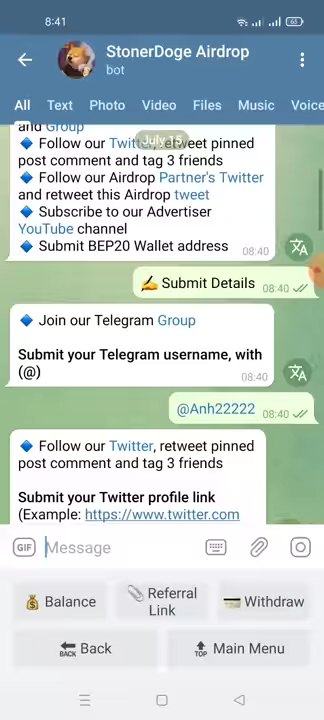 8:41
63
StonerDoge Airdrop
bot
All Text Photo Video Files Music Voice
and Group
July 15
🔷 Follow our Twitter, retweet pinned
post comment and tag 3 friends
🔷 Follow our Airdrop Partner's Twitter
and retweet this Airdrop tweet
🔷 Subscribe to our Advertiser
YouTube channel
🔷 Submit BEP20 Wallet address
08:40
✍️ Submit Details 08:40
🔷 Join our Telegram Group
Submit your Telegram username, with
(@)
08:40
@Anh22222 08:40
🔷 Follow our Twitter, retweet pinned
post comment and tag 3 friends
Submit your Twitter profile link
(Example: https://www.twitter.com
GIF Message
💰 Balance
📎 Referral
Link
💳 Withdraw
🔙 Back
🔝 Main Menu